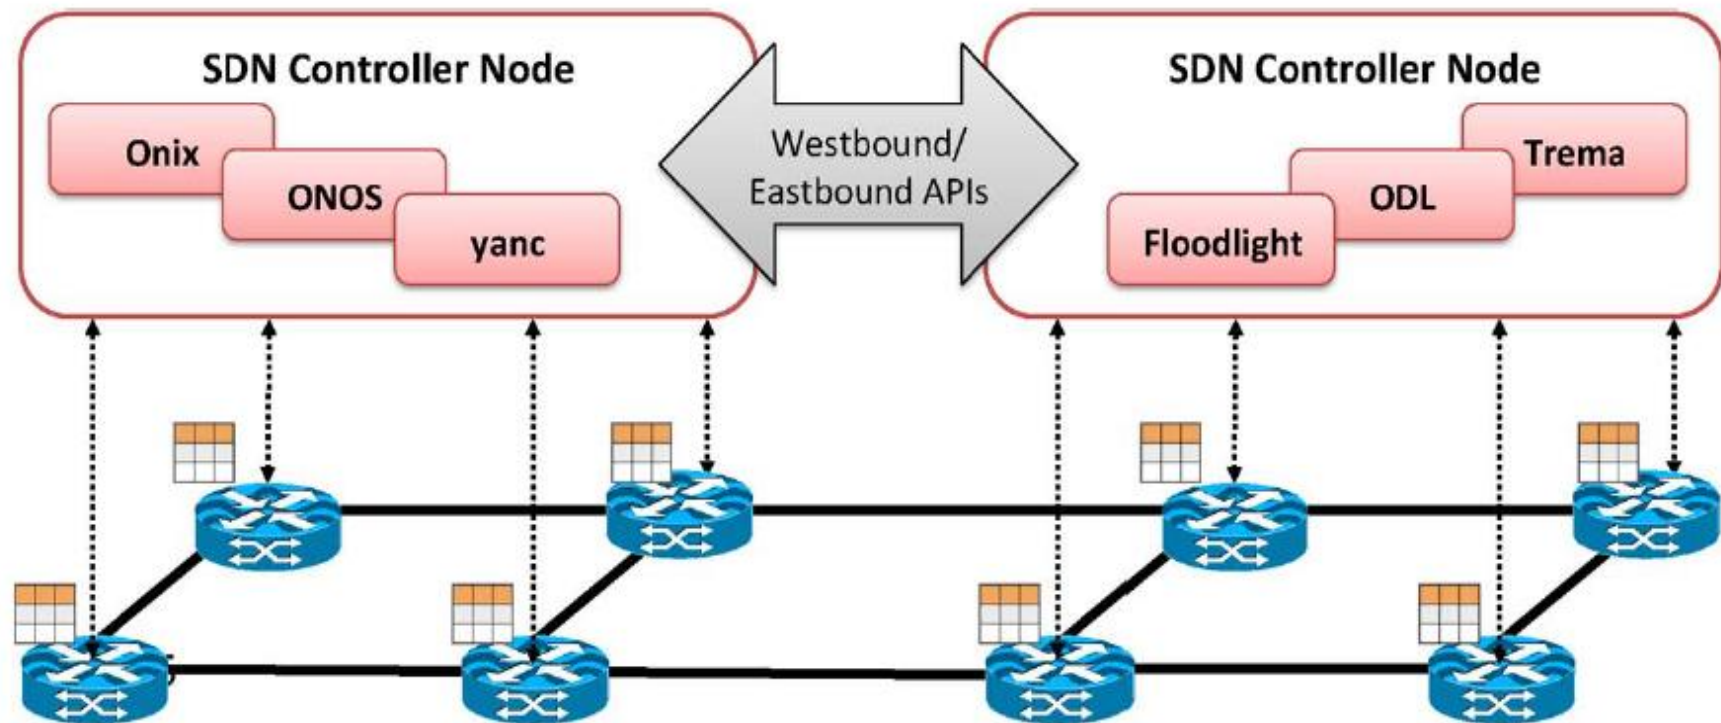 SDN Controller Node
Onix
ONOS
yanc
Westbound/
Eastbound APIs
SDN Controller Node
Trema
ODL
Floodlight